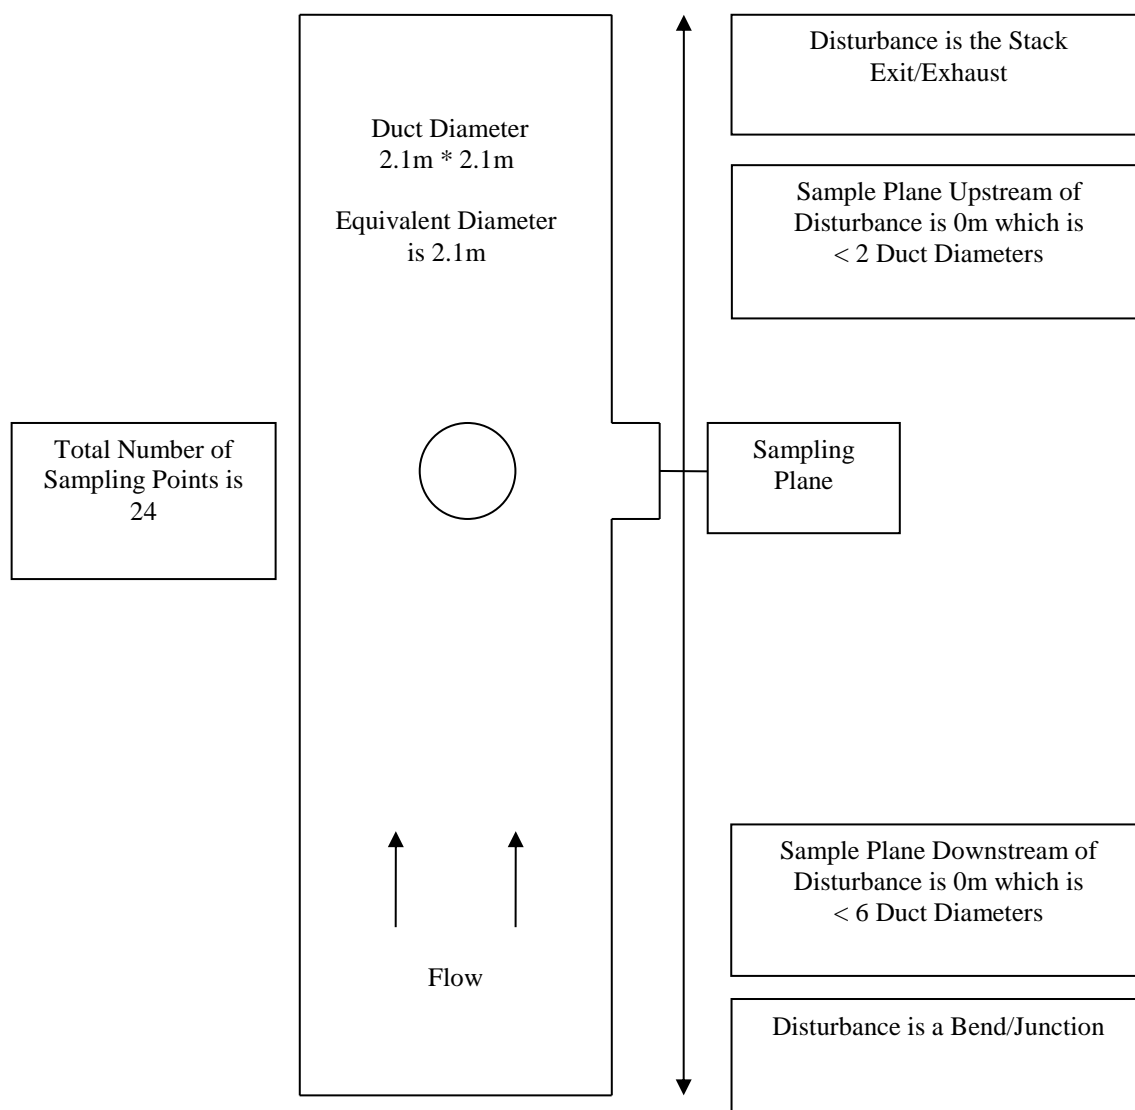 Disturbance is the Stack
Exit/Exhaust
Duct Diameter
2.1m * 2.1m
Equivalent Diameter
is 2.1m
Sample Plane Upstream of
Disturbance is 0m which is
< 2 Duct Diameters
Total Number of
Sampling Points is
24
Sampling
Plane
Sample Plane Downstream of
Disturbance is 0m which is
< 6 Duct Diameters
Flow
Disturbance is a Bend/Junction